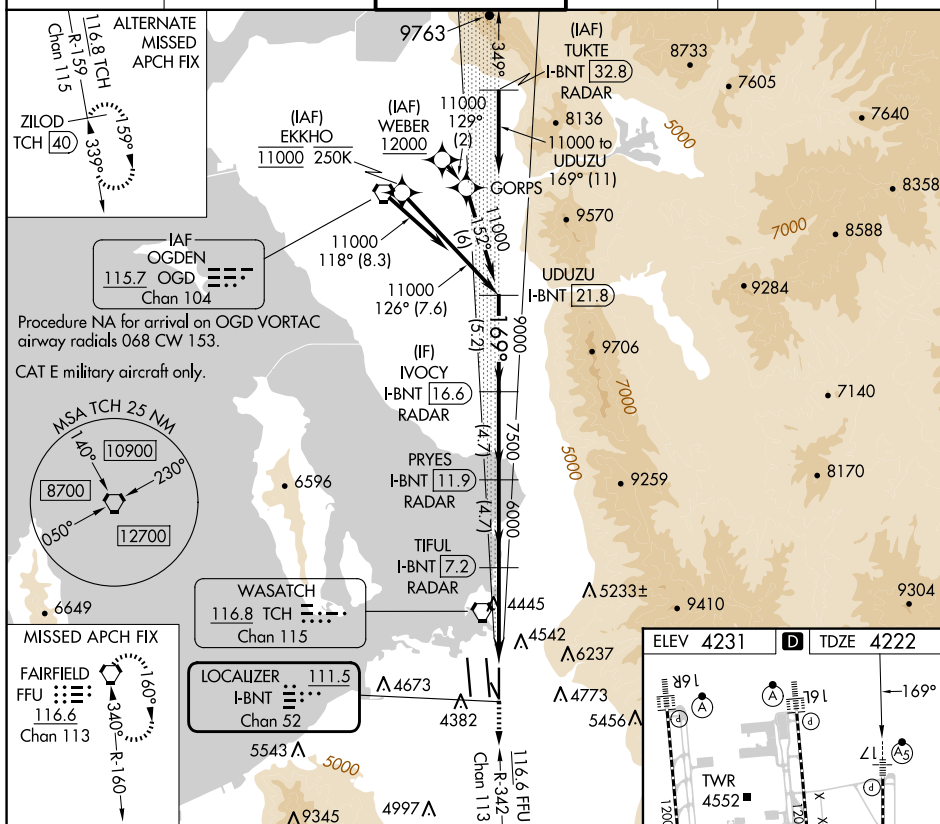 ALTERNATE
MISSED
APCH FIX
116.8 TCH
R-159
Chan 115
ZILOD
TCH 40
159°
339°
9763
349°
(IAF)
TUKTE
I-BNT 32.8
RADAR
8733
7605
7640
8136
5000
11000 to
UDUZU
169° (11)
8358
(IAF)
EKKHO
11000 250K
(IAF)
WEBER
12000
11000
129°
(2)
GORPS
11000
152°
(6)
9570
7000
8588
IAF
OGDEN
115.7 OGD
Chan 104
11000
118° (8.3)
11000
126° (7.6)
UDUZU
I-BNT 21.8
9284
Procedure NA for arrival on OGD VORTAC
airway radials 068 CW 153.
CAT E military aircraft only.
169°
9000
(5.2)
(IF)
IVOCY
I-BNT 16.6
RADAR
9706
7000
7140
MSA TCH 25 NM
140°
10900
230°
8700
050°
12700
6596
7500
(4.7)
PRYES
I-BNT 11.9
RADAR
5000
9259
8170
6000
(4.7)
TIFUL
I-BNT 7.2
RADAR
WASATCH
116.8 TCH
Chan 115
4445
5233±
9410
9304
6649
4542
6237
MISSED APCH FIX
FAIRFIELD
FFU
116.6
Chan 113
160°
340°
R-160
LOCALIZER 111.5
I-BNT
Chan 52
4673
4382
4773
5456
5543
5000
9345
4997
116.6 FFU
R-342
Chan 113
ELEV 4231 D TDZE 4222
16R
A
P
A
16L
P
169°
17
A5
P
TWR
4552
1200
1200
X
X